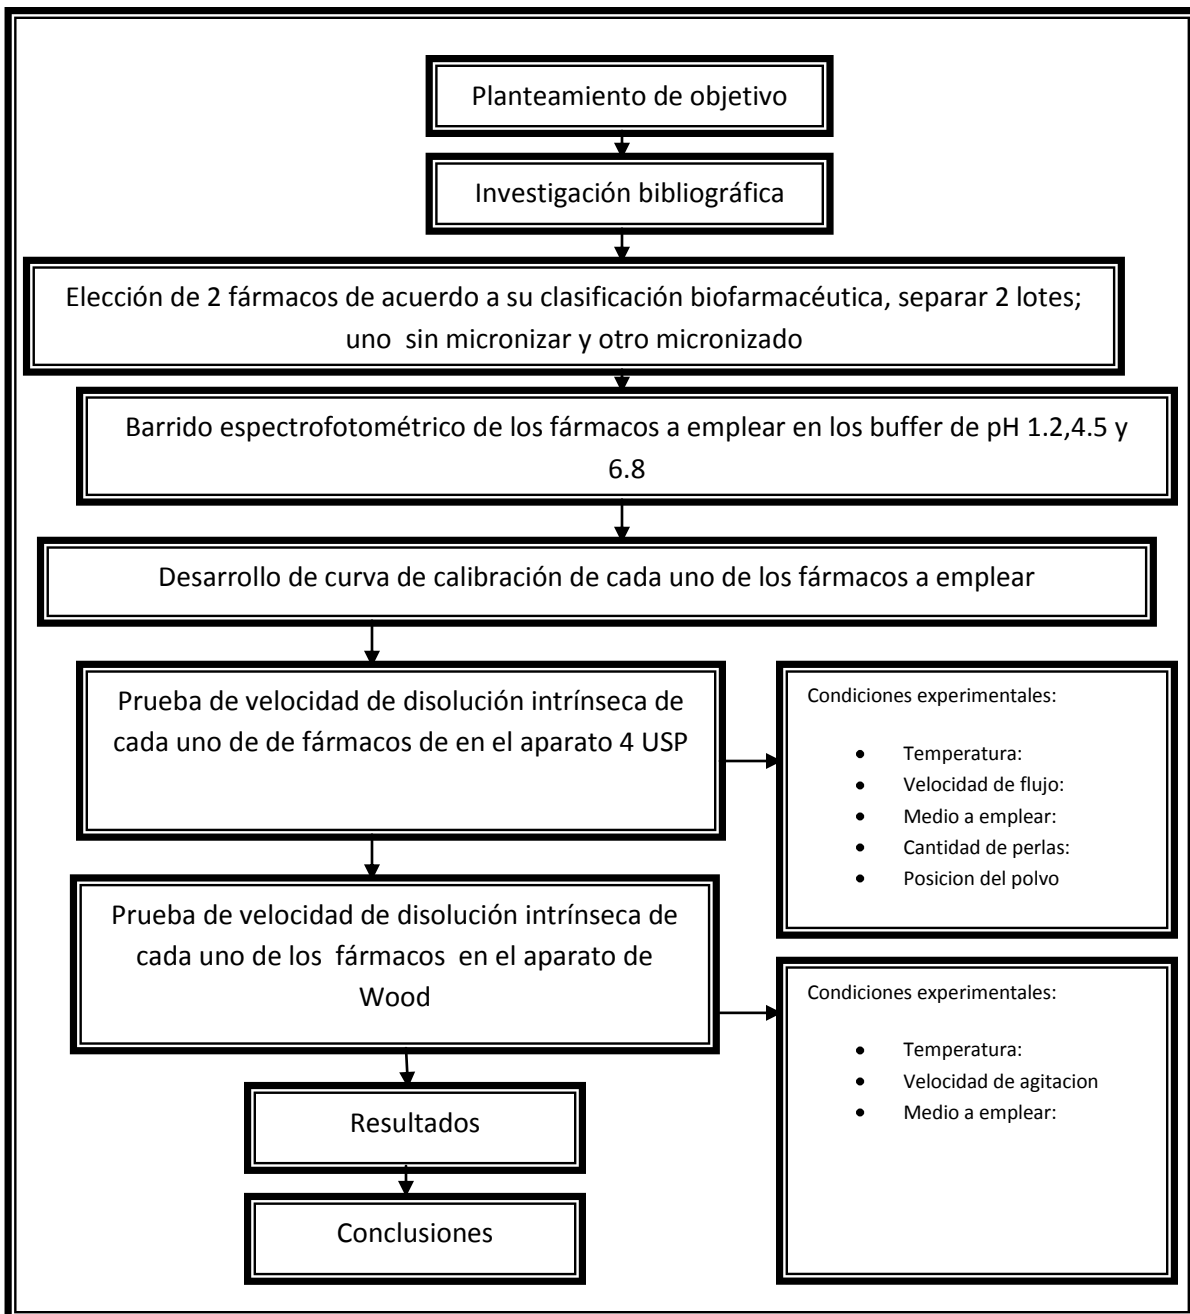 Planteamiento de objetivo
Investigación bibliográfica
Elección de 2 fármacos de acuerdo a su clasificación biofarmacéutica, separar 2 lotes;
uno sin micronizar y otro micronizado
Barrido espectrofotométrico de los fármacos a emplear en los buffer de pH 1.2,4.5 y
6.8
Desarrollo de curva de calibración de cada uno de los fármacos a emplear
Prueba de velocidad de disolución intrínseca de
cada uno de de fármacos de en el aparato 4 USP
Condiciones experimentales:
• Temperatura:
• Velocidad de flujo:
• Medio a emplear:
• Cantidad de perlas:
• Posicion del polvo
Prueba de velocidad de disolución intrínseca de
cada uno de los fármacos en el aparato de
Wood
Condiciones experimentales:
• Temperatura:
• Velocidad de agitacion
• Medio a emplear:
Resultados
Conclusiones